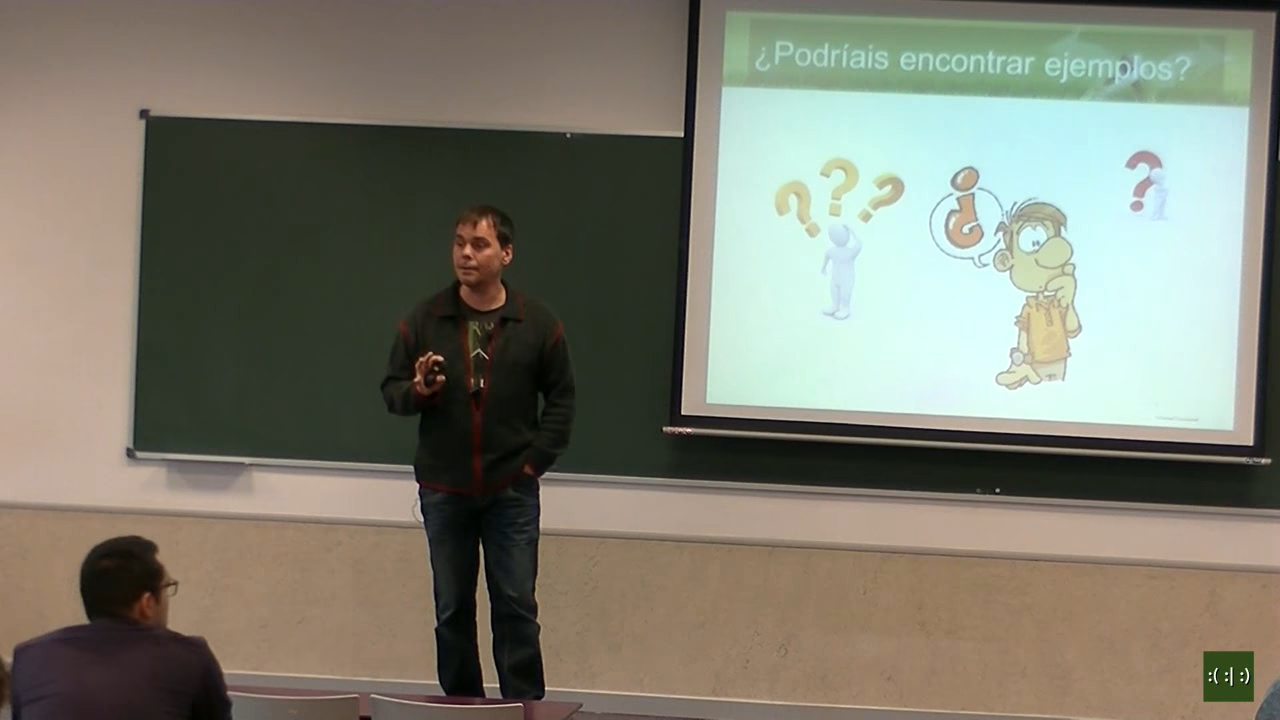 ¿Podríais encontrar ejemplos?
:( :| :)